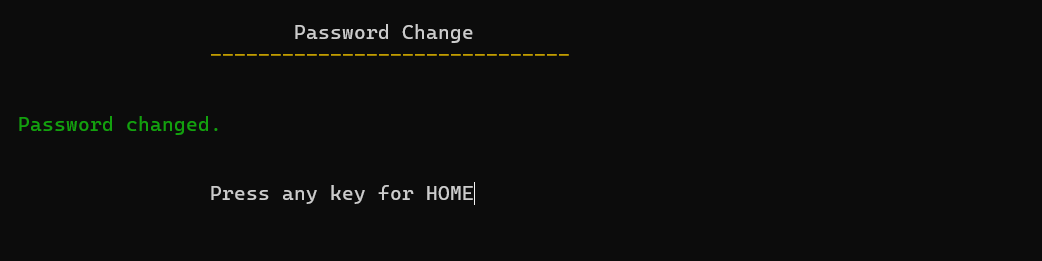 Password Change
------------------------------
Password changed.
Press any key for HOME